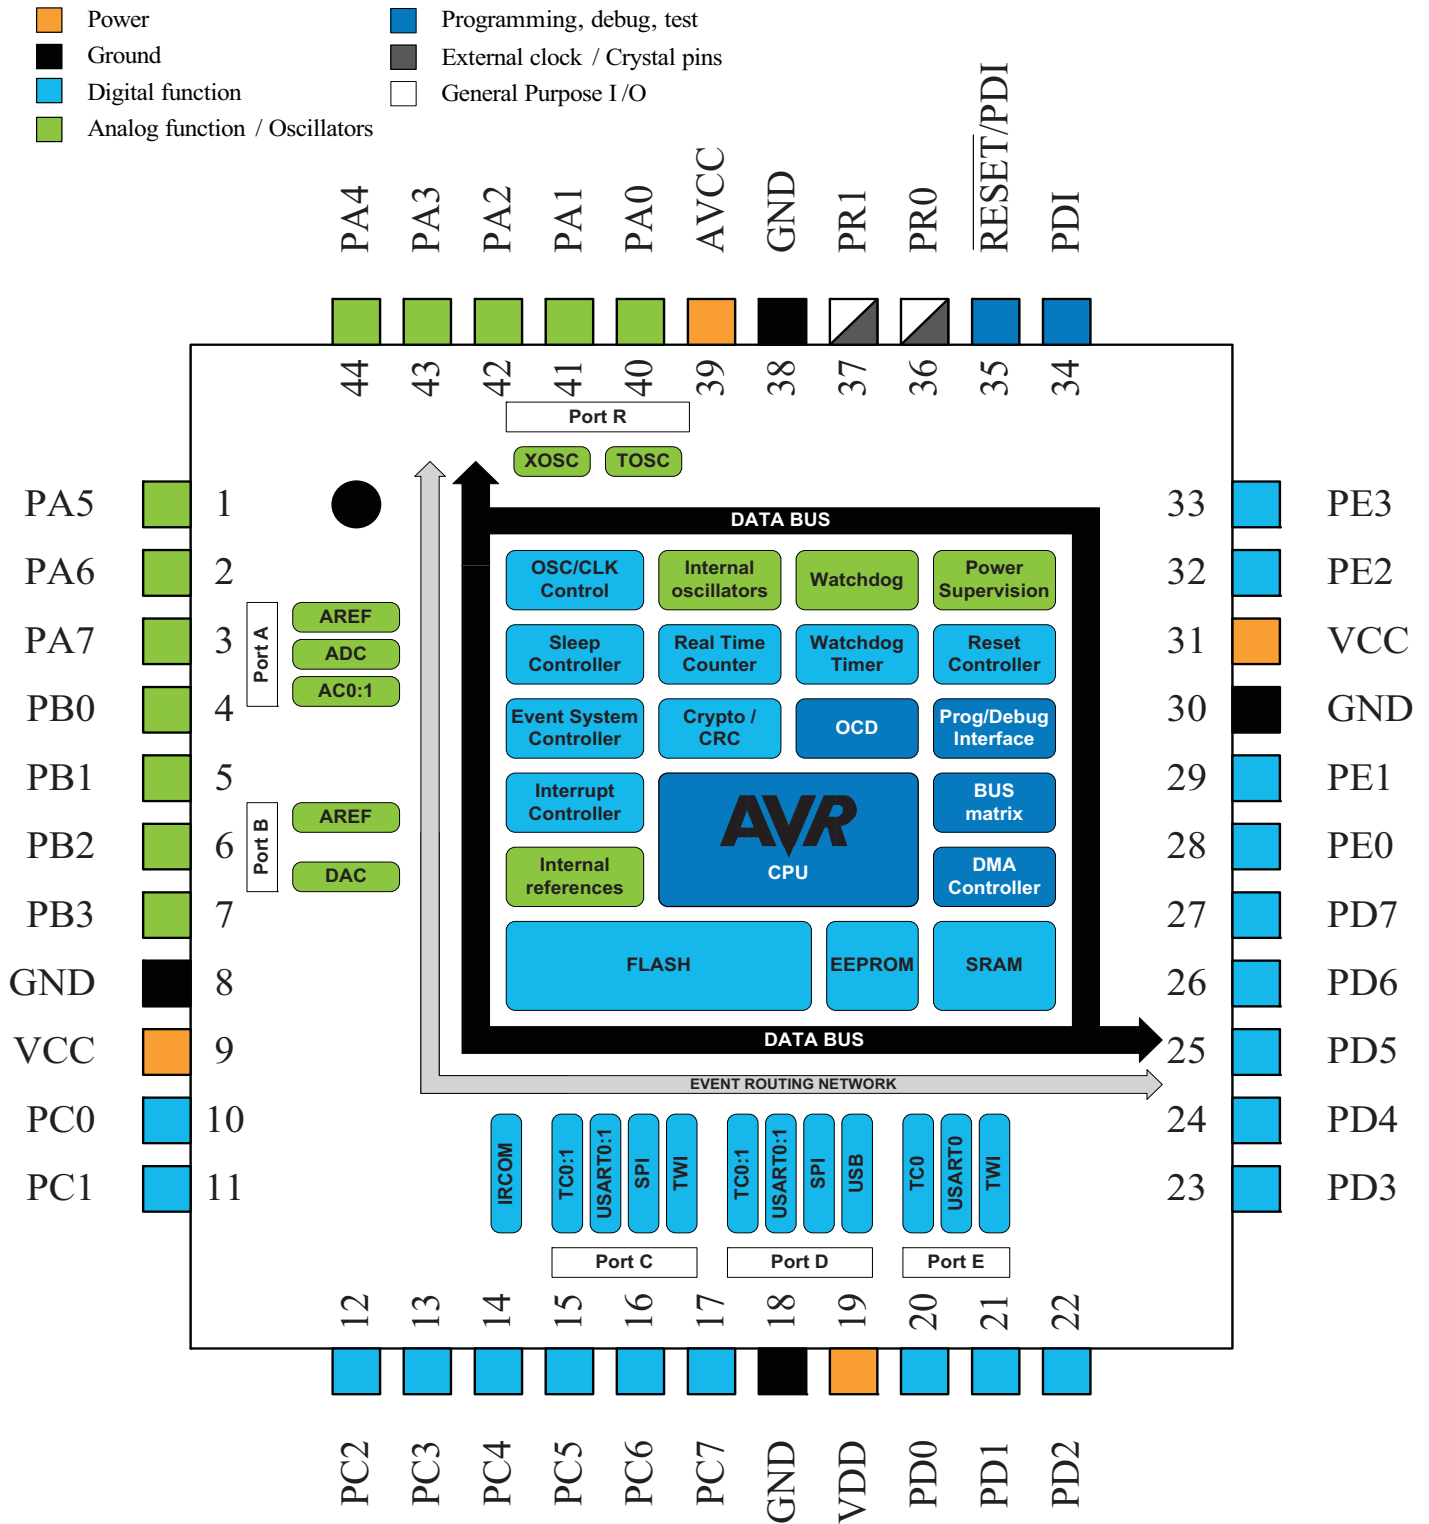 Power
Ground
Digital function
Analog function / Oscillators
Programming, debug, test
External clock / Crystal pins
General Purpose I /O
PA4
PA3
PA2
PA1
PA0
AVCC
GND
PR1
PR0
RESET/PDI
PDI
44
43
42
41
40
39
38
37
36
35
34
Port R
XOSC
TOSC
PA5
PA6
PA7
PB0
PB1
PB2
PB3
GND
VCC
PC0
PC1
1
2
3
4
5
6
7
8
9
10
11
Port A
AREF
ADC
AC0:1
Port B
AREF
DAC
DATA BUS
OSC/CLK
Control
Internal
oscillators
Watchdog
Power
Supervision
Sleep
Controller
Real Time
Counter
Watchdog
Timer
Reset
Controller
Event System
Controller
Crypto /
CRC
OCD
Prog/Debug
Interface
Interrupt
Controller
AVR
CPU
BUS
matrix
Internal
references
DMA
Controller
FLASH
EEPROM
SRAM
DATA BUS
EVENT ROUTING NETWORK
33
32
31
30
29
28
27
26
25
24
23
PE3
PE2
VCC
GND
PE1
PE0
PD7
PD6
PD5
PD4
PD3
IRCOM
TC0:1
USART0:1
SPI
TWI
TC0:1
USART0:1
SPI
USB
TC0
USART0
TWI
Port C
Port D
Port E
12
13
14
15
16
17
18
19
20
21
22
PC2
PC3
PC4
PC5
PC6
PC7
GND
VDD
PD0
PD1
PD2